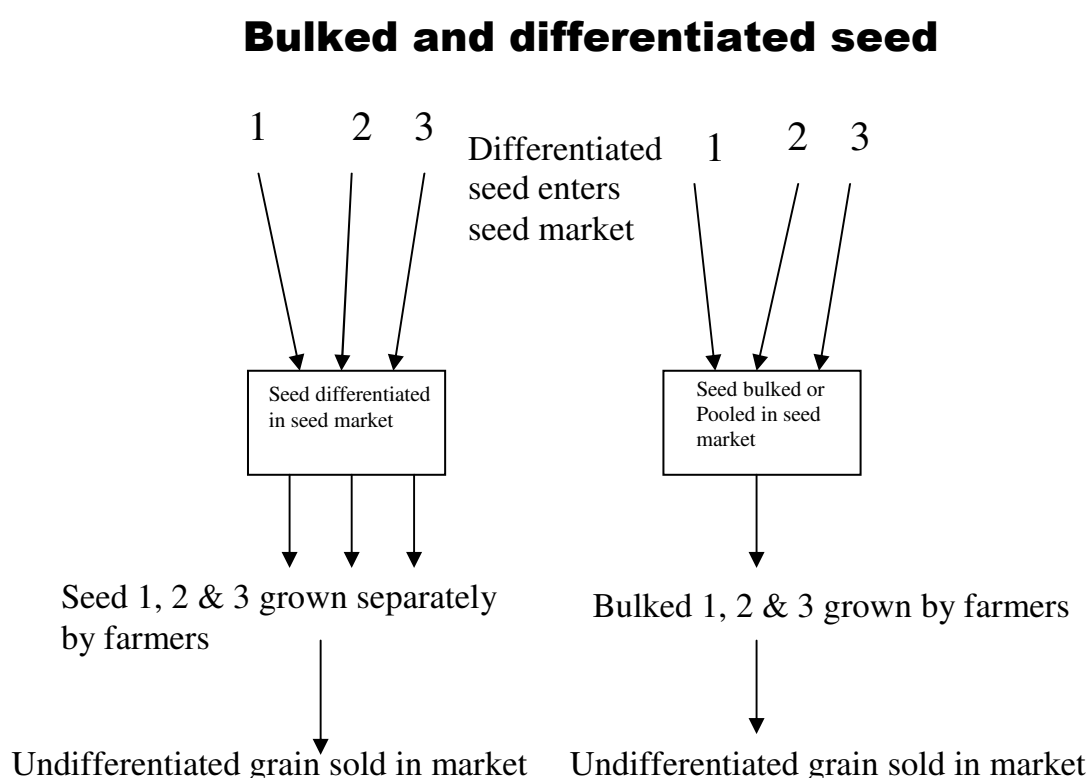 Bulked and differentiated seed
1 2 3
Differentiated
seed enters
seed market
1 2 3
Seed differentiated
in seed market
Seed bulked or
Pooled in seed
market
Seed 1, 2 & 3 grown separately
by farmers
Bulked 1, 2 & 3 grown by farmers
Undifferentiated grain sold in market
Undifferentiated grain sold in market